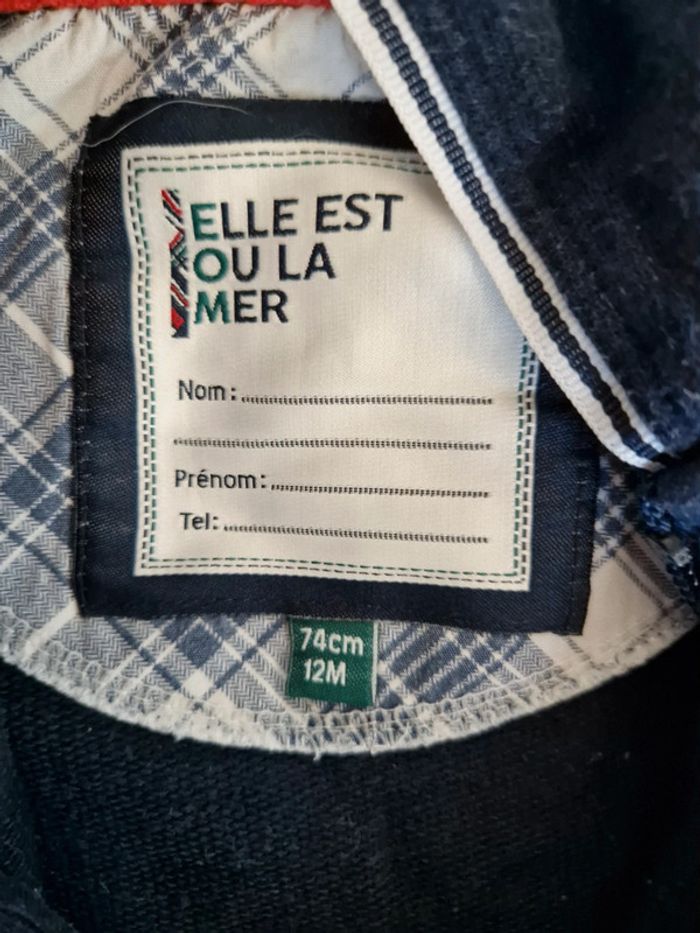 ELLE EST
OU LA
MER
Nom:
Prénom:
Tel:
74cm
12M